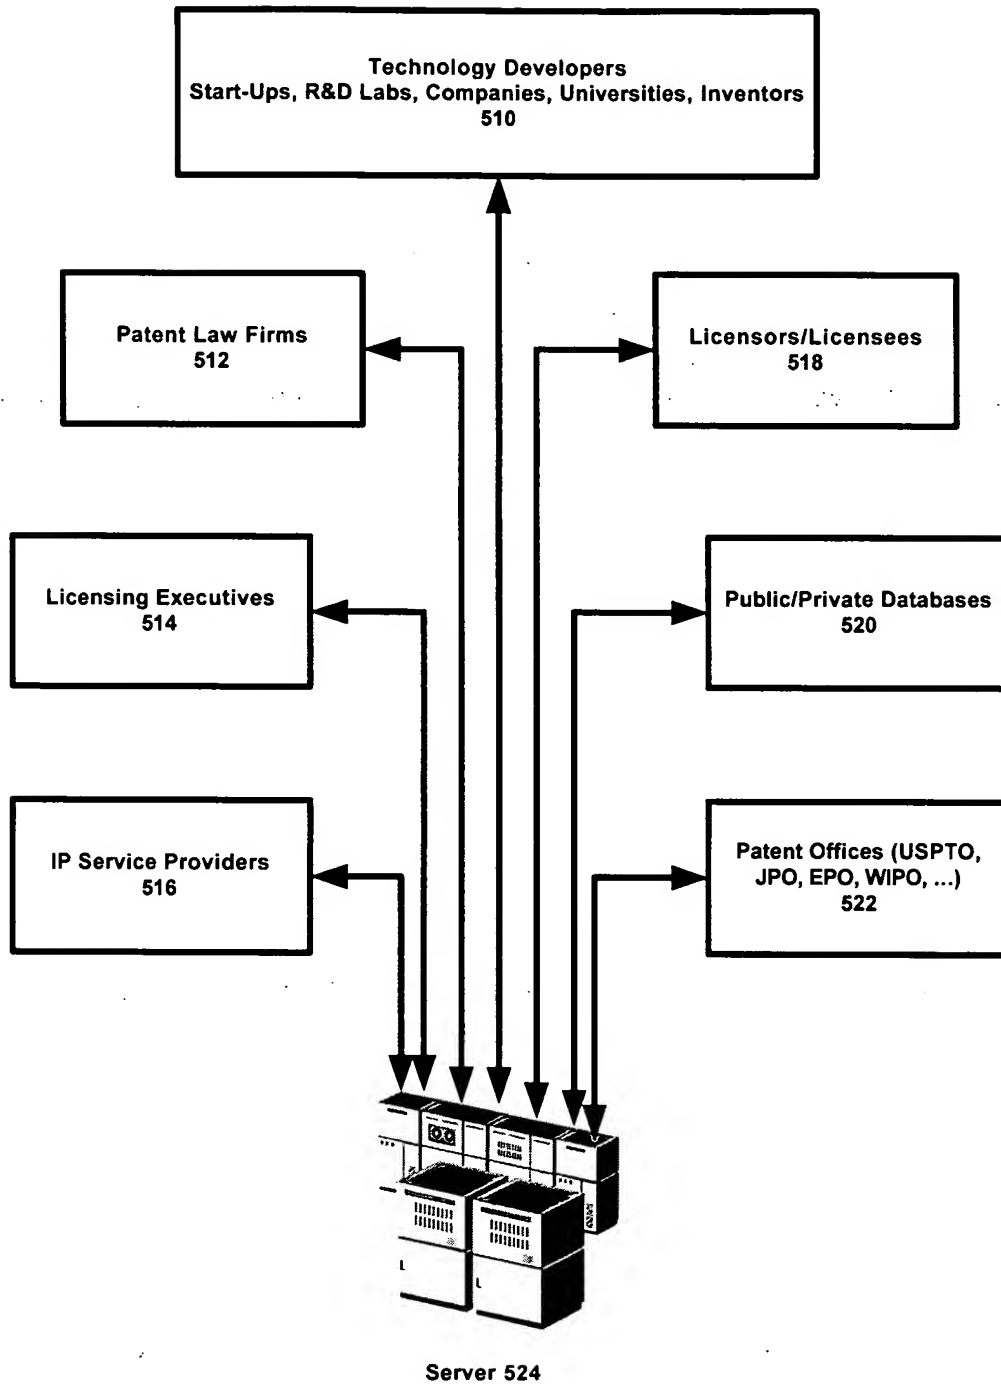 Technology Developers
Start-Ups, R&D Labs, Companies, Universities, Inventors
510
Patent Law Firms
512
Licensors/Licensees
518
Licensing Executives
514
Public/Private Databases
520
IP Service Providers
516
Patent Offices (USPTO,
JPO, EPO, WIPO, ...)
522
L
L
Server 524